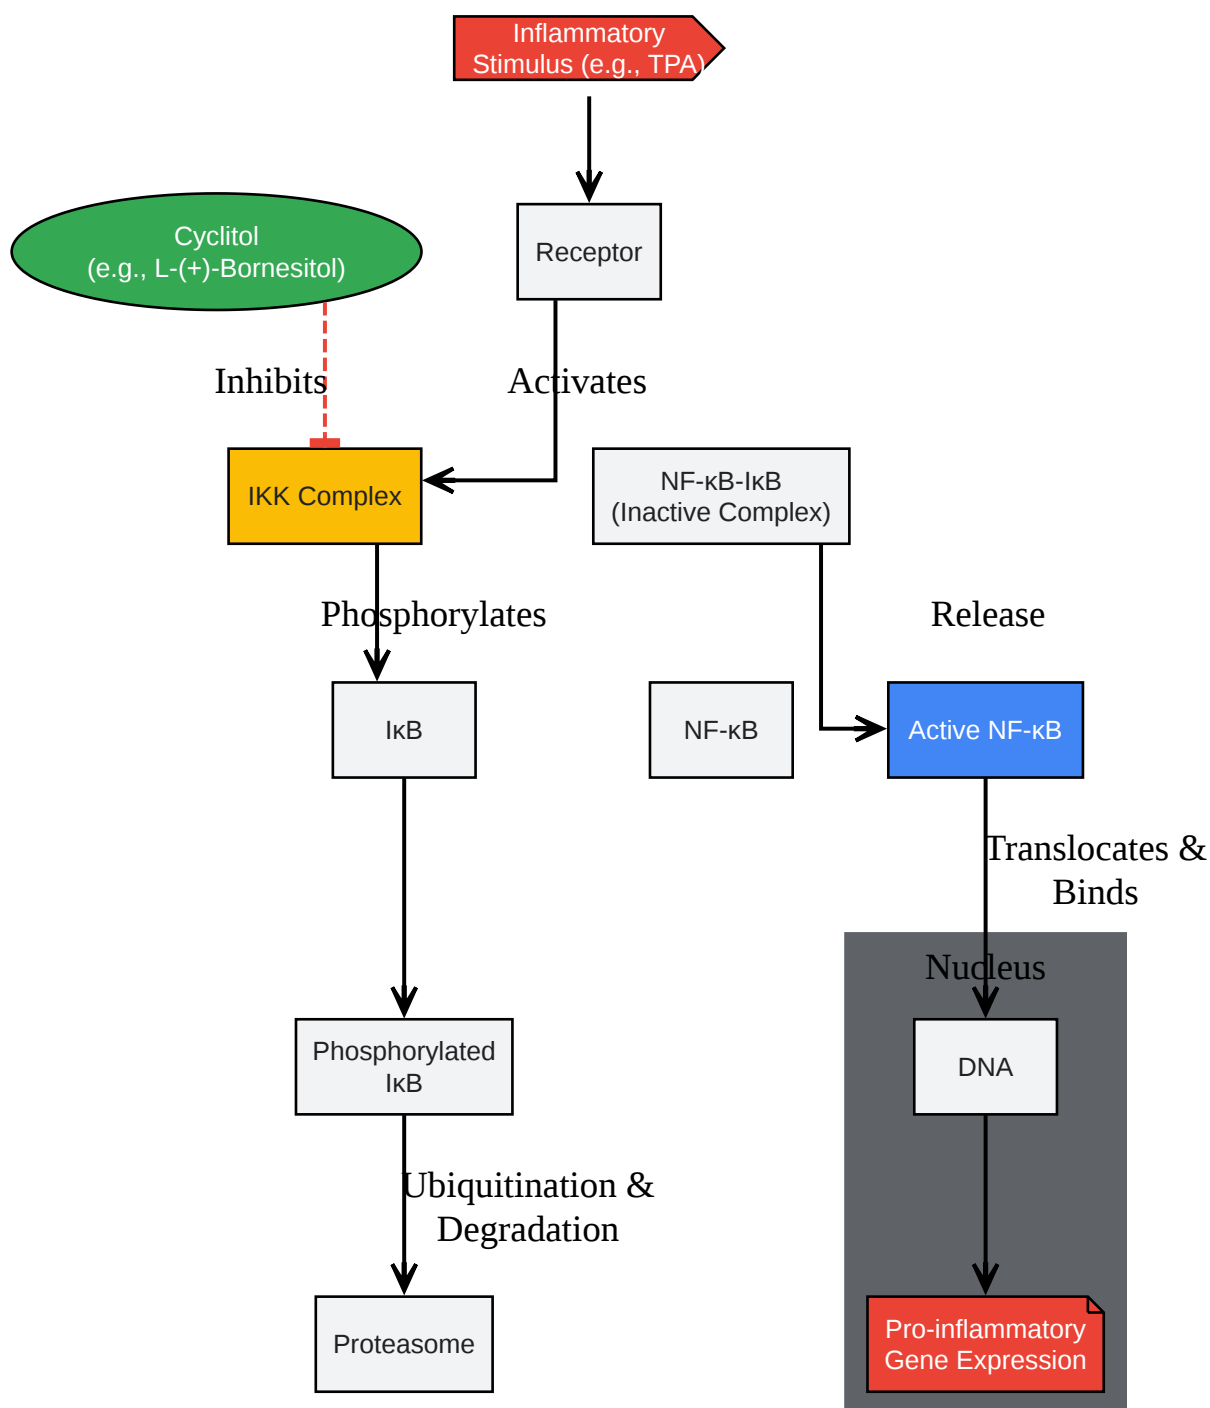 Inflammatory
Stimulus (e.g., TPA)
Cyclitol
(e.g., L-(+)-Bornesitol)
Receptor
Inhibits
Activates
IKK Complex
NF-κB-IκB
(Inactive Complex)
Phosphorylates
Release
IκB
NF-κB
Active NF-κB
Translocates &
Binds
Nucleus
Phosphorylated
IκB
DNA
Ubiquitination &
Degradation
Proteasome
Pro-inflammatory
Gene Expression